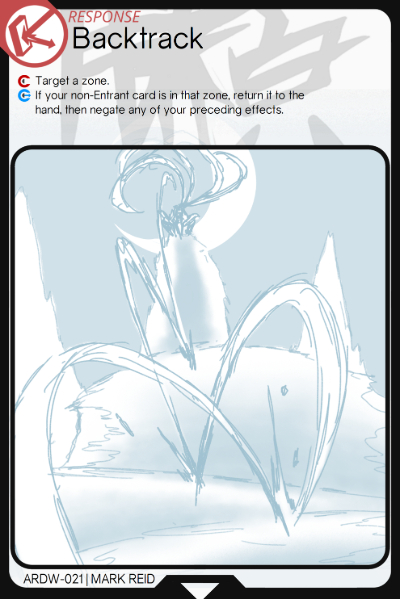 RESPONSE
Backtrack
C Target a zone.
If your non-Entrant card is in that zone, return it to the
hand, then negate any of your preceding effects.
ARDW-021 | MARK REID